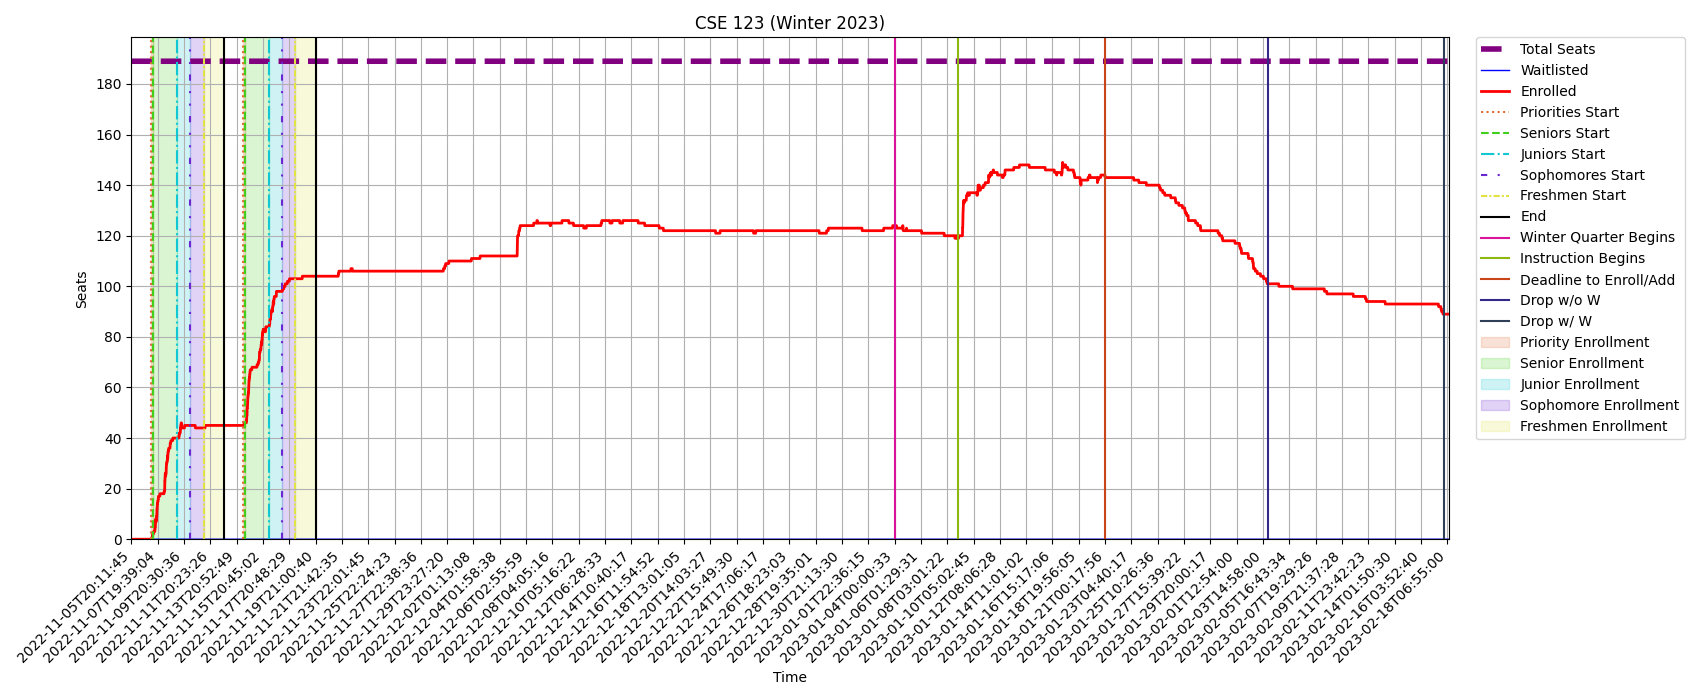 CSE 123 (Winter 2023)
Seats
180
160
140
120
100
80
60
40
20
0
2022-11-05T20:11:45
2022-11-07T19:39:04
2022-11-09T20:30:36
2022-11-11T20:23:26
2022-11-13T20:52:49
2022-11-15T20:45:02
2022-11-17T20:48:29
2022-11-19T21:00:40
2022-11-21T21:42:35
2022-11-23T22:01:45
2022-11-25T22:24:23
2022-11-27T22:38:36
2022-11-29T23:27:20
2022-12-02T01:13:08
2022-12-04T01:58:38
2022-12-06T02:55:59
2022-12-08T04:05:16
2022-12-10T05:16:22
2022-12-12T06:28:33
2022-12-14T10:40:17
2022-12-16T11:54:52
2022-12-18T13:01:05
2022-12-20T14:03:27
2022-12-22T15:49:30
2022-12-24T17:06:17
2022-12-26T18:23:03
2022-12-28T19:35:01
2022-12-30T21:13:30
2023-01-01T22:36:15
2023-01-04T00:00:33
2023-01-06T01:29:31
2023-01-08T03:01:22
2023-01-10T05:02:45
2023-01-12T08:06:28
2023-01-14T11:01:02
2023-01-16T15:17:06
2023-01-18T19:56:05
2023-01-21T00:17:56
2023-01-23T04:40:17
2023-01-25T10:26:36
2023-01-27T15:39:22
2023-01-29T20:00:17
2023-02-01T12:54:00
2023-02-03T14:58:00
2023-02-05T16:43:34
2023-02-07T19:29:26
2023-02-09T21:37:28
2023-02-11T23:42:23
2023-02-14T01:50:30
2023-02-16T03:52:40
2023-02-18T06:55:00
Time
Total Seats
Waitlisted
Enrolled
Priorities Start
Seniors Start
Juniors Start
Sophomores Start
Freshmen Start
End
Winter Quarter Begins
Instruction Begins
Deadline to Enroll/Add
Drop w/o W
Drop w/ W
Priority Enrollment
Senior Enrollment
Junior Enrollment
Sophomore Enrollment
Freshmen Enrollment